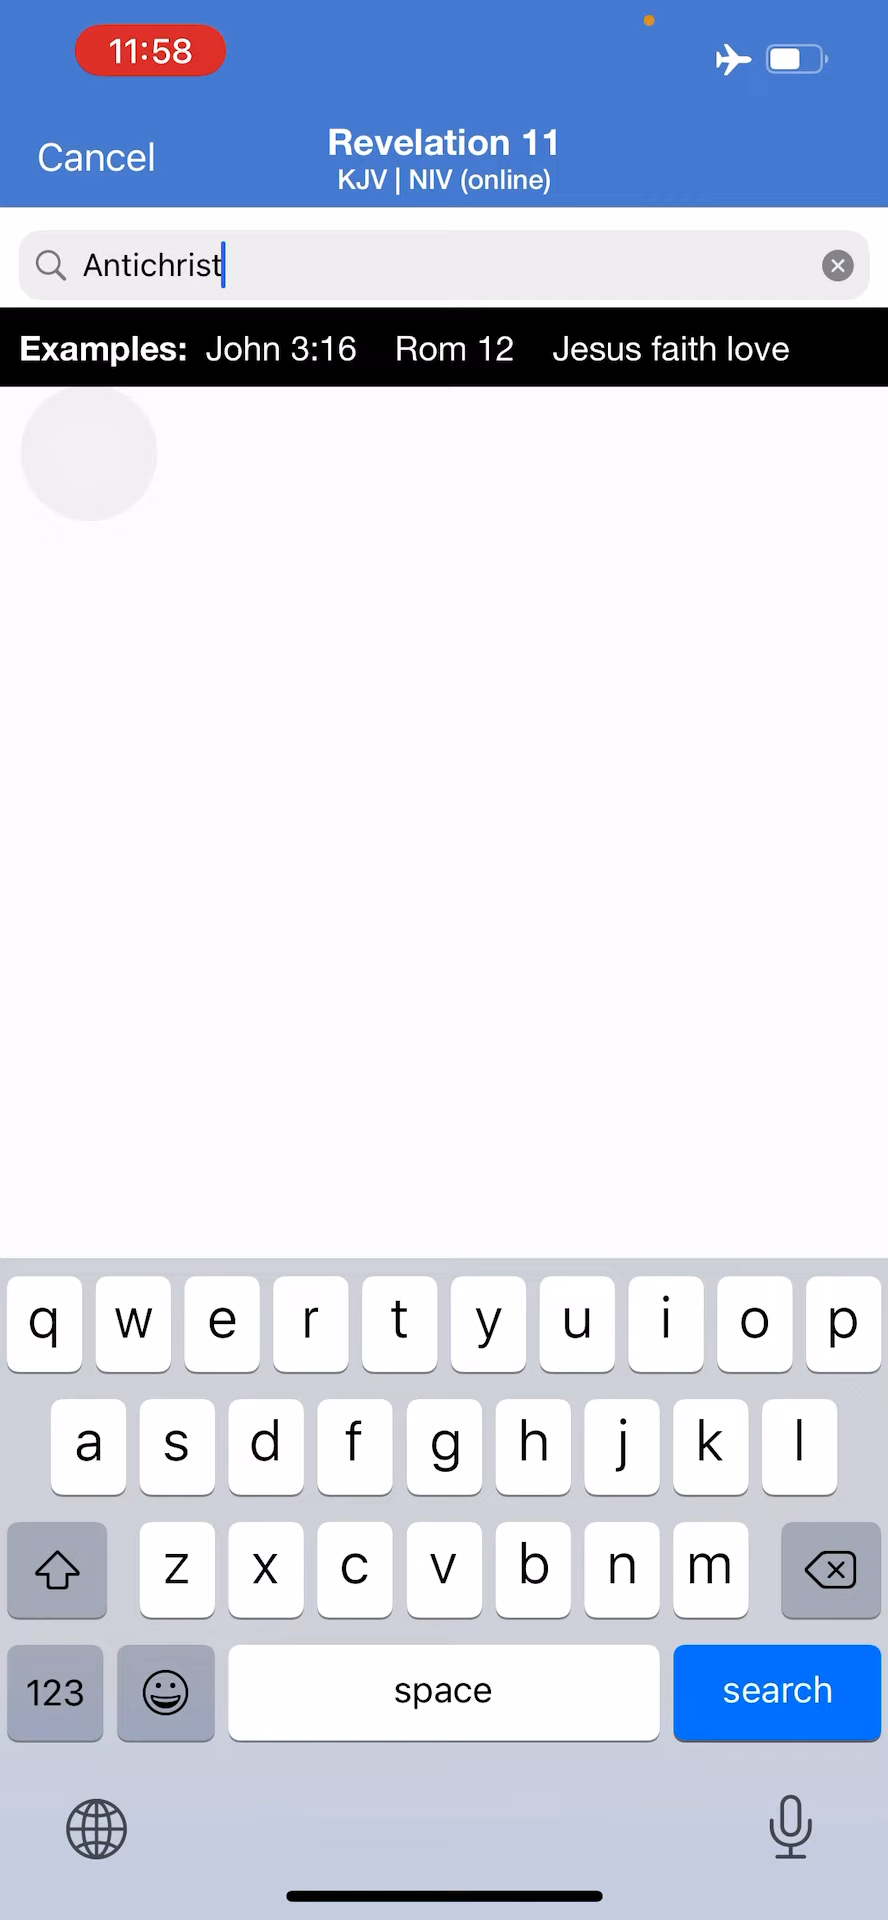 11:58
Cancel
Revelation 11
KJV | NIV (online)
Antichrist
Examples: John 3:16 Rom 12 Jesus faith love
q w e r t y u i o p
a s d f g h j k l
z x c v b n m
123 space search